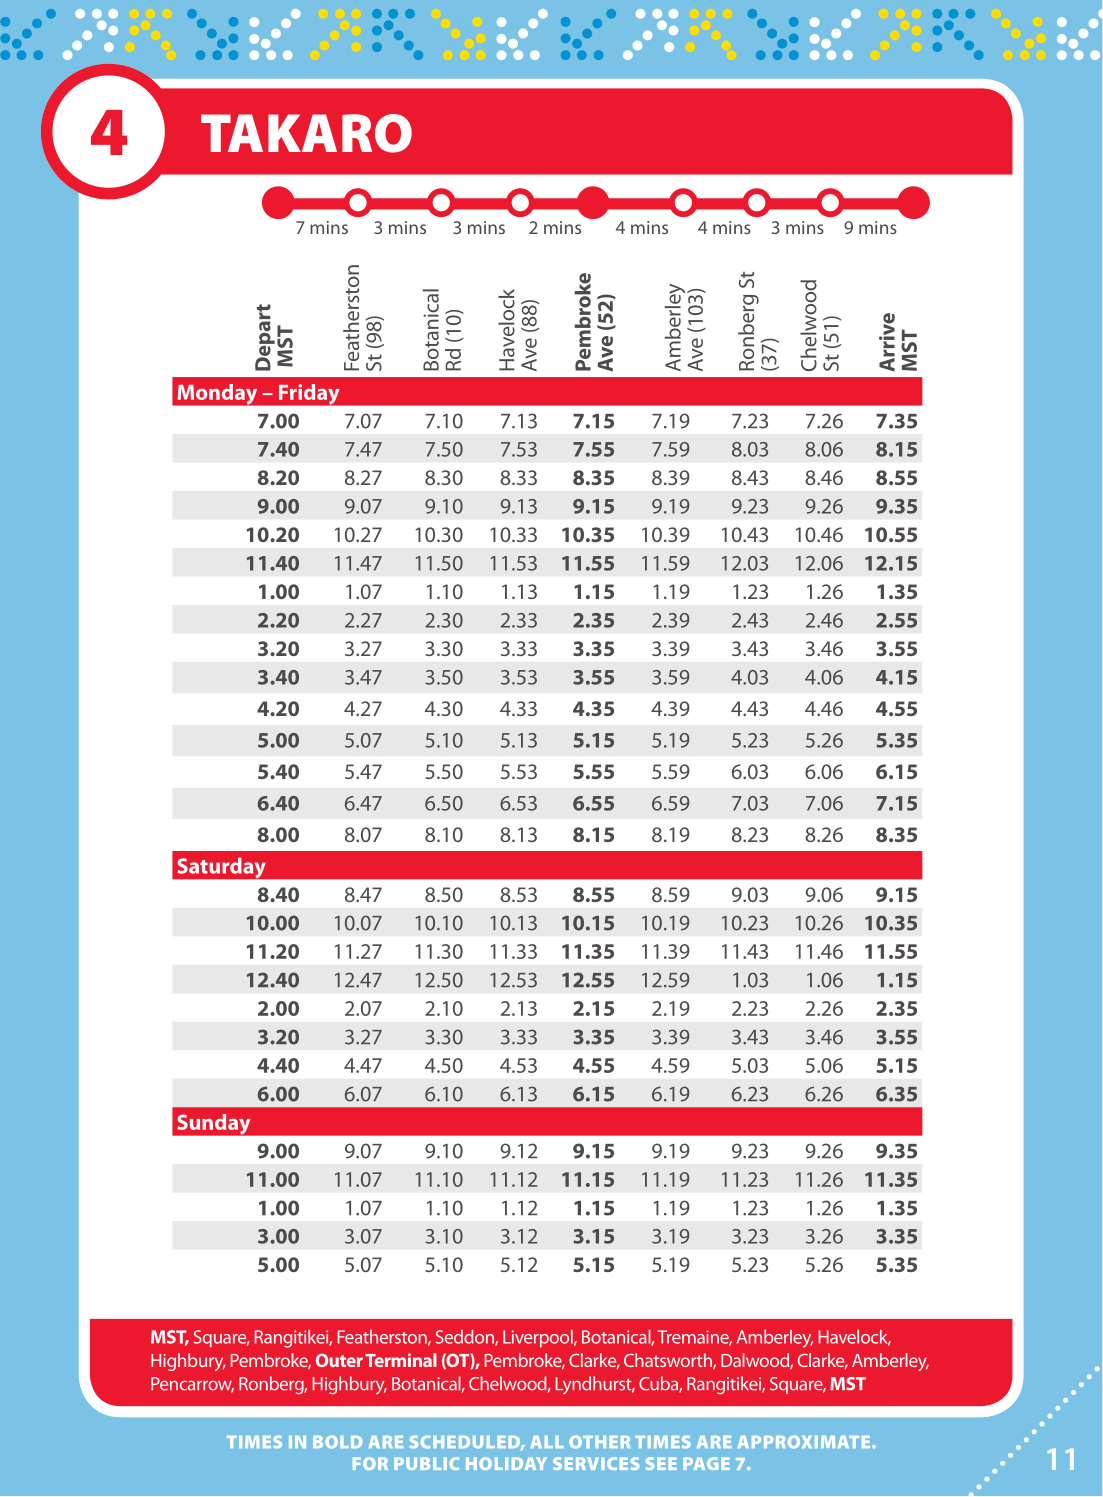 4 TAKARO
7 mins 3 mins 3 mins 2 mins 4 mins 4 mins 3 mins 9 mins
Depart MST
Featherston St (98)
Botanical Rd (10)
Havelock Ave (88)
Pembroke Ave (52)
Amberley Ave (103)
Ronberg St (37)
Chelwood St (51)
Arrive MST
Monday – Friday
7.00 7.07 7.10 7.13 7.15 7.19 7.23 7.26 7.35
7.40 7.47 7.50 7.53 7.55 7.59 8.03 8.06 8.15
8.20 8.27 8.30 8.33 8.35 8.39 8.43 8.46 8.55
9.00 9.07 9.10 9.13 9.15 9.19 9.23 9.26 9.35
10.20 10.27 10.30 10.33 10.35 10.39 10.43 10.46 10.55
11.40 11.47 11.50 11.53 11.55 11.59 12.03 12.06 12.15
1.00 1.07 1.10 1.13 1.15 1.19 1.23 1.26 1.35
2.20 2.27 2.30 2.33 2.35 2.39 2.43 2.46 2.55
3.20 3.27 3.30 3.33 3.35 3.39 3.43 3.46 3.55
3.40 3.47 3.50 3.53 3.55 3.59 4.03 4.06 4.15
4.20 4.27 4.30 4.33 4.35 4.39 4.43 4.46 4.55
5.00 5.07 5.10 5.13 5.15 5.19 5.23 5.26 5.35
5.40 5.47 5.50 5.53 5.55 5.59 6.03 6.06 6.15
6.40 6.47 6.50 6.53 6.55 6.59 7.03 7.06 7.15
8.00 8.07 8.10 8.13 8.15 8.19 8.23 8.26 8.35
Saturday
8.40 8.47 8.50 8.53 8.55 8.59 9.03 9.06 9.15
10.00 10.07 10.10 10.13 10.15 10.19 10.23 10.26 10.35
11.20 11.27 11.30 11.33 11.35 11.39 11.43 11.46 11.55
12.40 12.47 12.50 12.53 12.55 12.59 1.03 1.06 1.15
2.00 2.07 2.10 2.13 2.15 2.19 2.23 2.26 2.35
3.20 3.27 3.30 3.33 3.35 3.39 3.43 3.46 3.55
4.40 4.47 4.50 4.53 4.55 4.59 5.03 5.06 5.15
6.00 6.07 6.10 6.13 6.15 6.19 6.23 6.26 6.35
Sunday
9.00 9.07 9.10 9.12 9.15 9.19 9.23 9.26 9.35
11.00 11.07 11.10 11.12 11.15 11.19 11.23 11.26 11.35
1.00 1.07 1.10 1.12 1.15 1.19 1.23 1.26 1.35
3.00 3.07 3.10 3.12 3.15 3.19 3.23 3.26 3.35
5.00 5.07 5.10 5.12 5.15 5.19 5.23 5.26 5.35
MST, Square, Rangitikei, Featherston, Seddon, Liverpool, Botanical, Tremaine, Amberley, Havelock,
Highbury, Pembroke, Outer Terminal (OT), Pembroke, Clarke, Chatsworth, Dalwood, Clarke, Amberley,
Pencarrow, Ronberg, Highbury, Botanical, Chelwood, Lyndhurst, Cuba, Rangitikei, Square, MST
TIMES IN BOLD ARE SCHEDULED, ALL OTHER TIMES ARE APPROXIMATE.
FOR PUBLIC HOLIDAY SERVICES SEE PAGE 7.
11